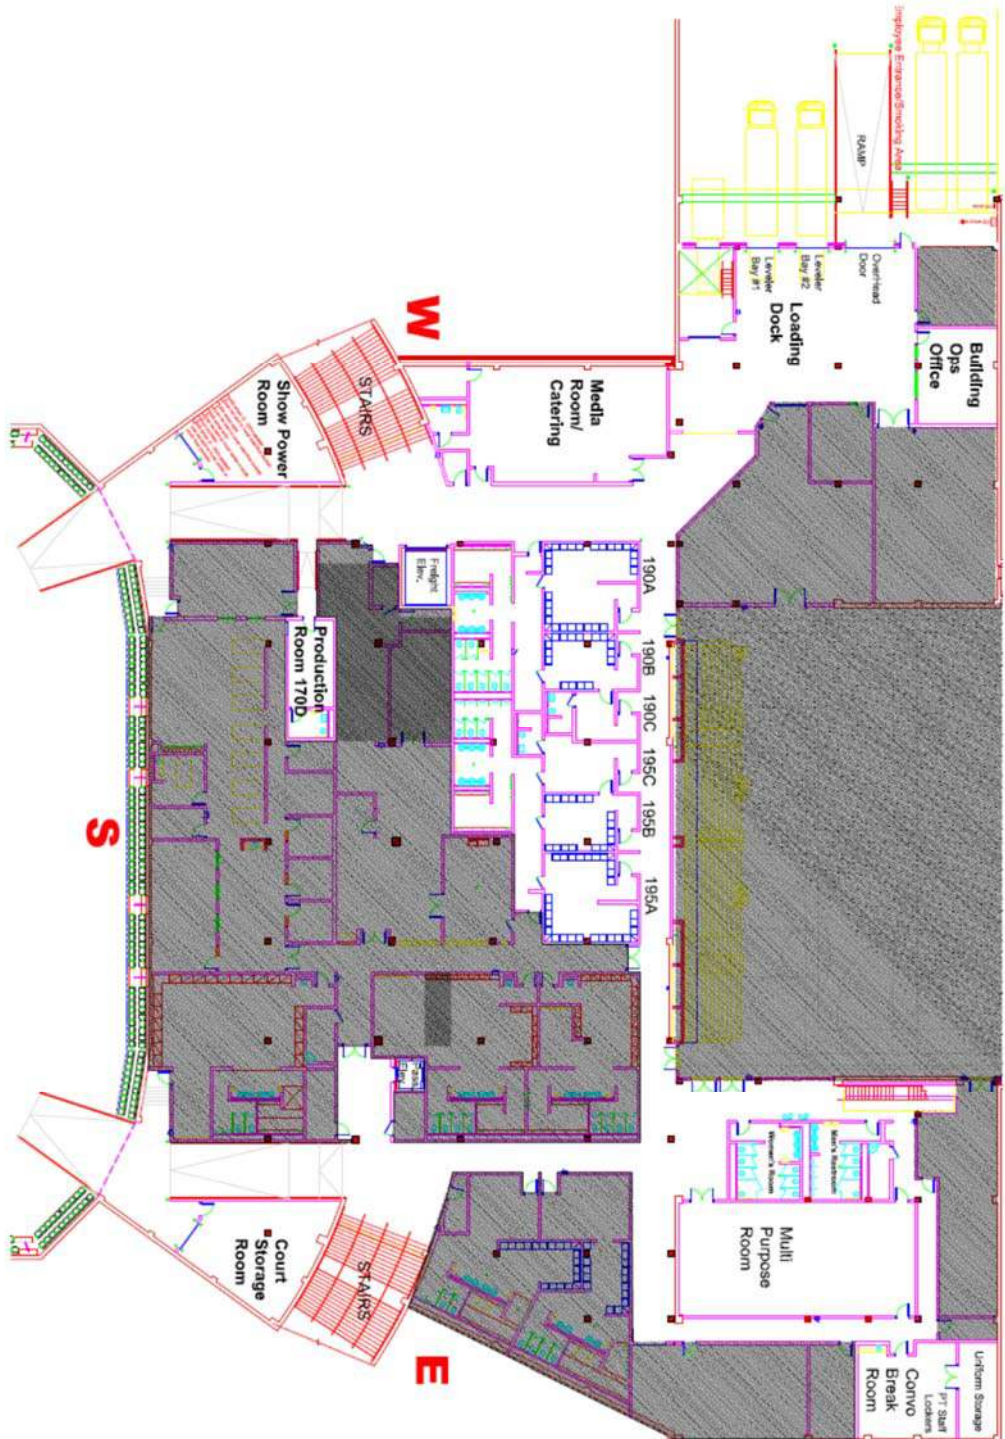 Employee Entrance/Smoking Area
RAMP
OverHead
Door
Leveler
Bay #2
Leveler
Bay #1
Loading
Dock
Building
Ops
Office
W
STAIRS
Show Power
Room
Media
Room/
Catering
Freight
Elev.
190A
190B
190C
195C
195B
195A
Production
Room 170D
S
Men's Restroom
Women's Room
Multi
Purpose
Room
STAIRS
Court
Storage
Room
E
Convo
Break
Room
PT Staff
Lockers
Uniform Storage